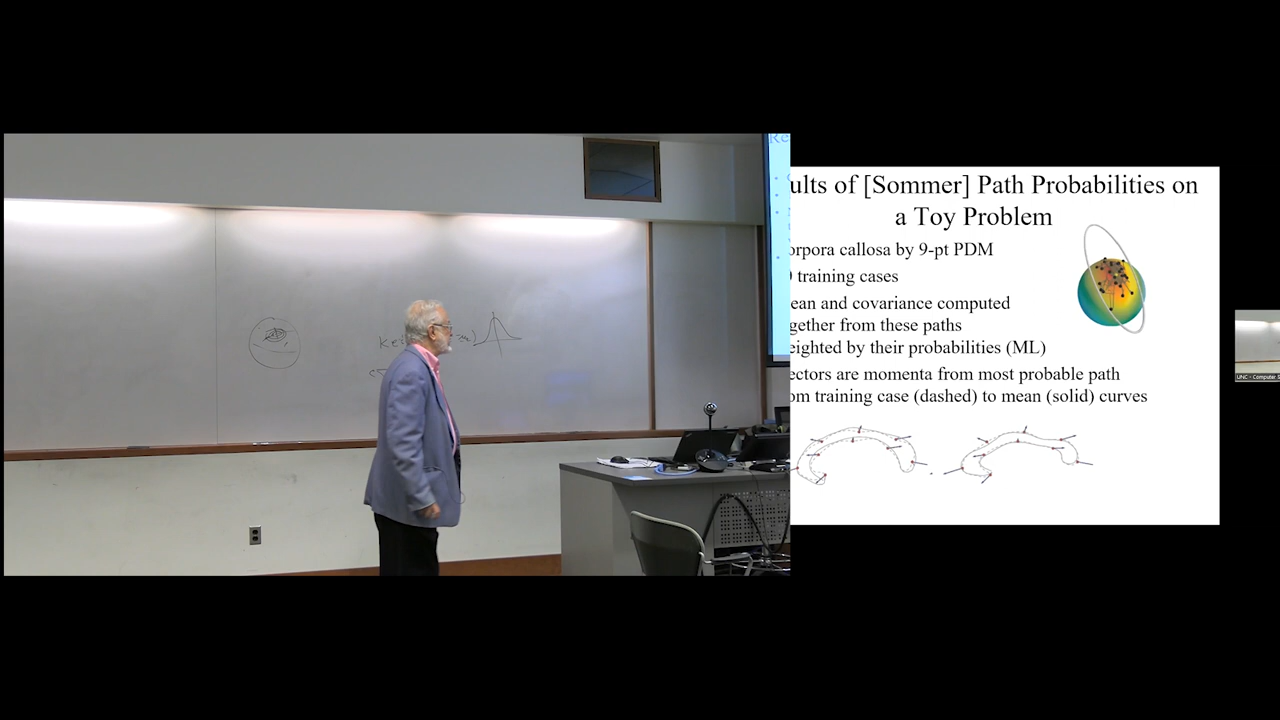 ults of [Sommer] Path Probabilities on
a Toy Problem
orpora callosa by 9-pt PDM
training cases
ean and covariance computed
gether from these paths
eighted by their probabilities (ML)
ectors are momenta from most probable path
om training case (dashed) to mean (solid) curves
UNC - Computer S